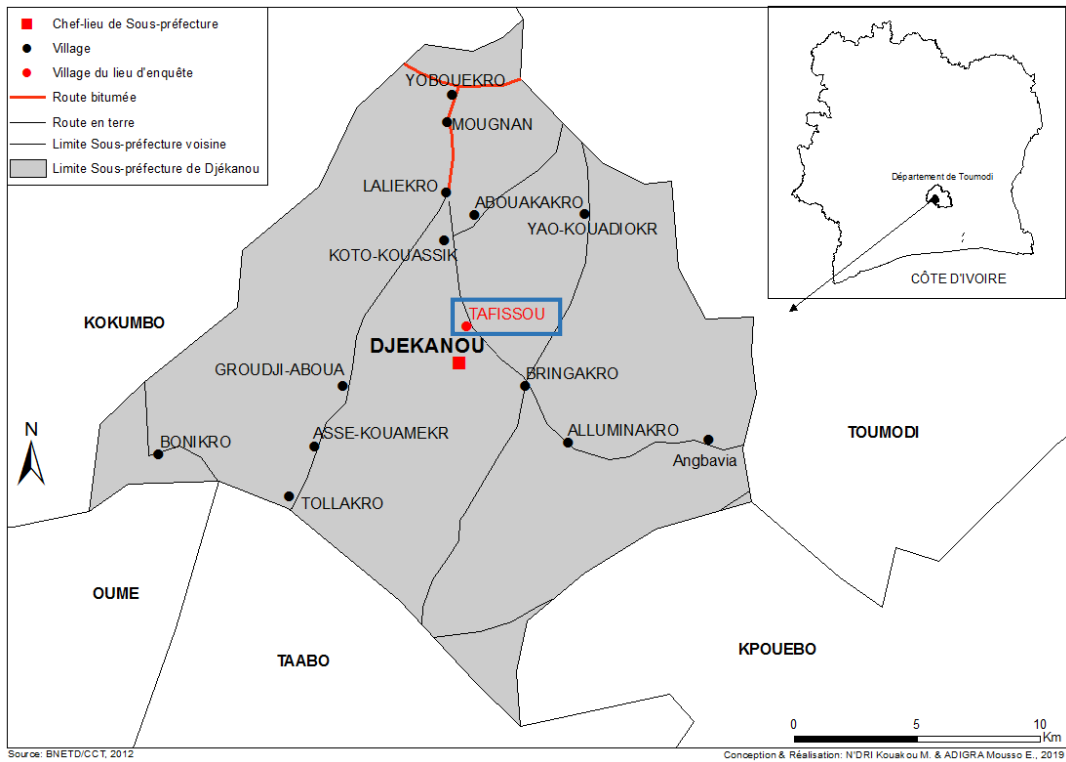 Chef-lieu de Sous-préfecture
Village
Village du lieu d'enquête
Route bitumée
Route en terre
Limite Sous-préfecture voisine
Limite Sous-préfecture de Djékanou
YOBOUEKRO
MOUGNAN
LALIEKRO
ABOUAKAKRO
YAO-KOUADIOKR
KOTO-KOUASSIK
Département de Toumodi
CÔTE D'IVOIRE
KOKUMBO
TAFISSOU
DJEKANOU
GROUDJI-ABOUA
BRINGAKRO
N
BONIKRO
ASSE-KOUAMEKR
ALLUMINAKRO
TOUMODI
Angbavia
TOLLAKRO
OUME
TAABO
KPOUEBO
0 5 10
Km
Source: BNETD/CCT, 2012
Conception & Réalisation: N'DRI Kouakou M. & ADIGRA Mousso E., 2019